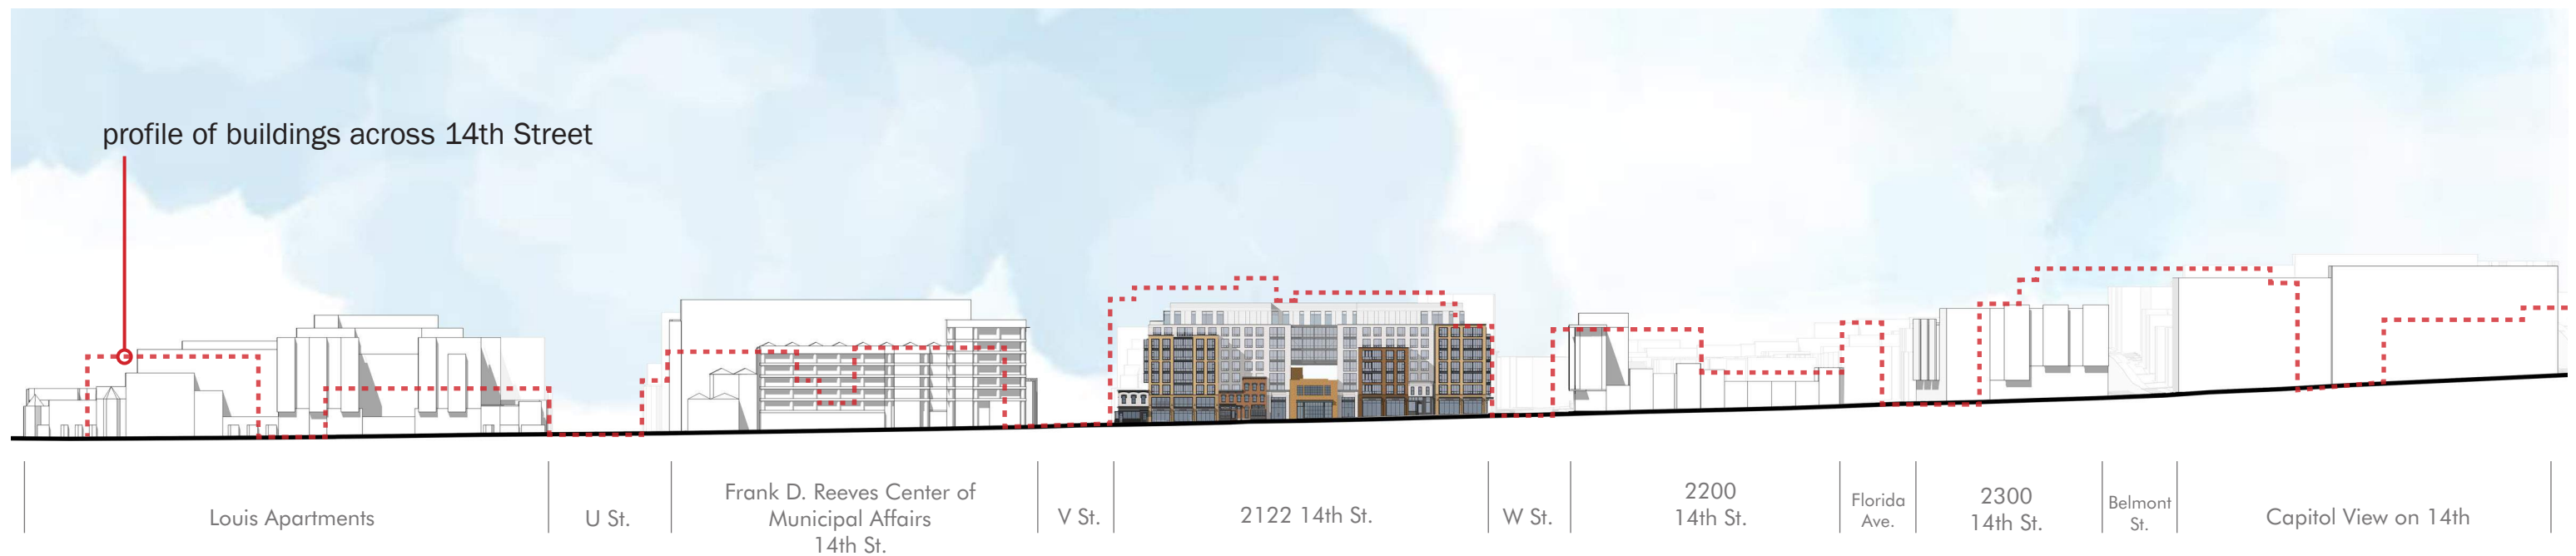 profile of buildings across 14th Street
Louis Apartments
U St.
Frank D. Reeves Center of
Municipal Affairs
14th St.
V St.
2122 14th St.
W St.
2200
14th St.
Florida
Ave.
2300
14th St.
Belmont
St.
Capitol View on 14th